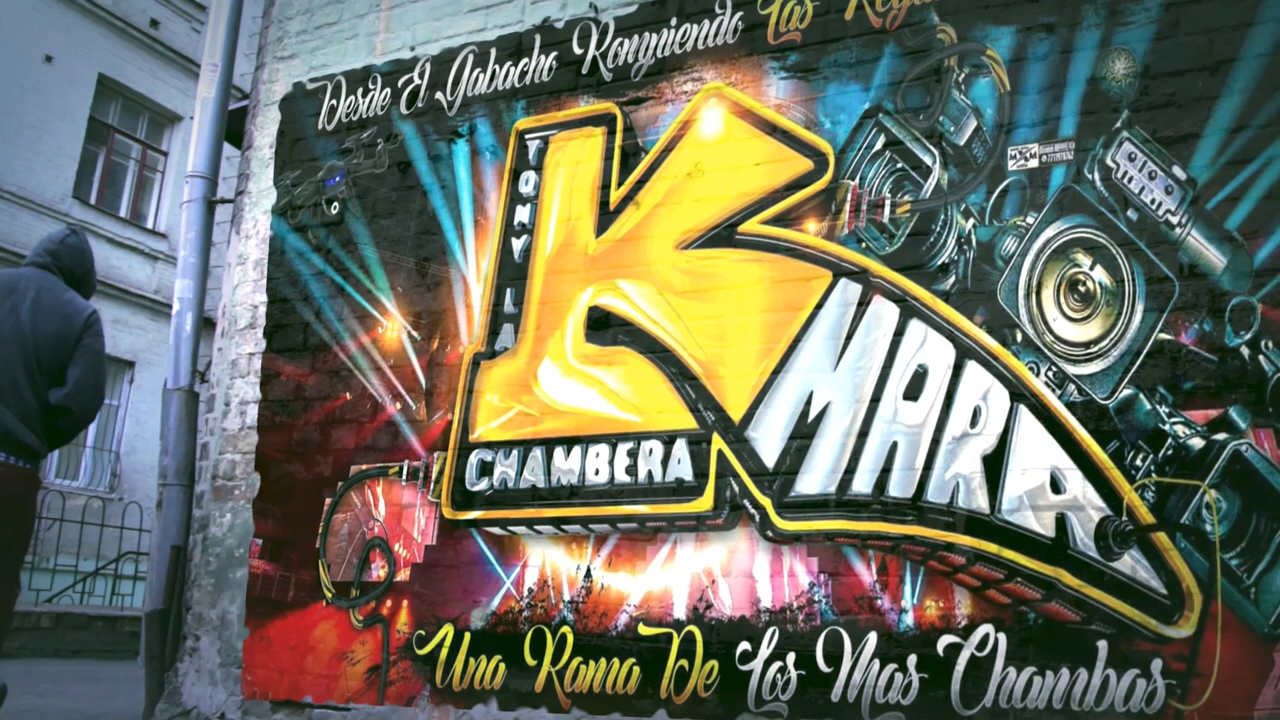 Desde El Gabacho Rompiendo Las
TONY LA
K
MARA
CHAMBERA
Una Rama De Los Mas Chambas